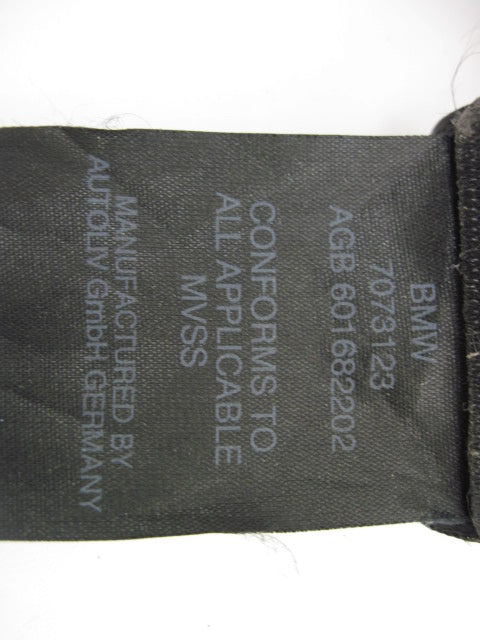 BMW
7073123
AGB 601682202
CONFORMS TO
ALL APPLICABLE
MVSS
MANUFACTURED BY
AUTOLIV GmbH, GERMANY